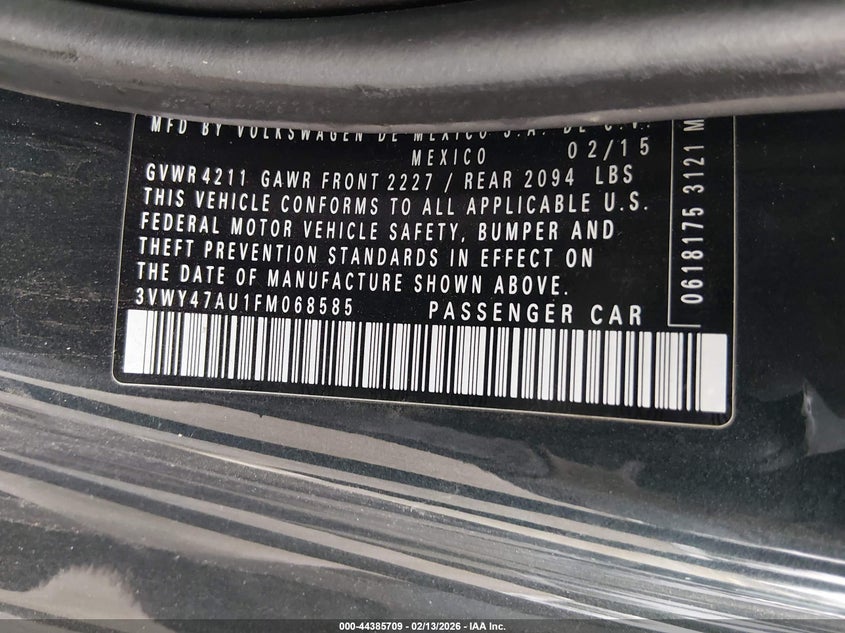 MFD BY VOLKSWAGEN DE MEXICO S.A. DE C.V.
MEXICO 02/15
GVWR 4211 GAWR FRONT 2227 / REAR 2094 LBS
THIS VEHICLE CONFORMS TO ALL APPLICABLE U.S.
FEDERAL MOTOR VEHICLE SAFETY, BUMPER AND
THEFT PREVENTION STANDARDS IN EFFECT ON
THE DATE OF MANUFACTURE SHOWN ABOVE.
3VWY47AU1FM068585 PASSENGER CAR
0618175 3121 M
000-44385709 - 02/13/2026 - IAA Inc.